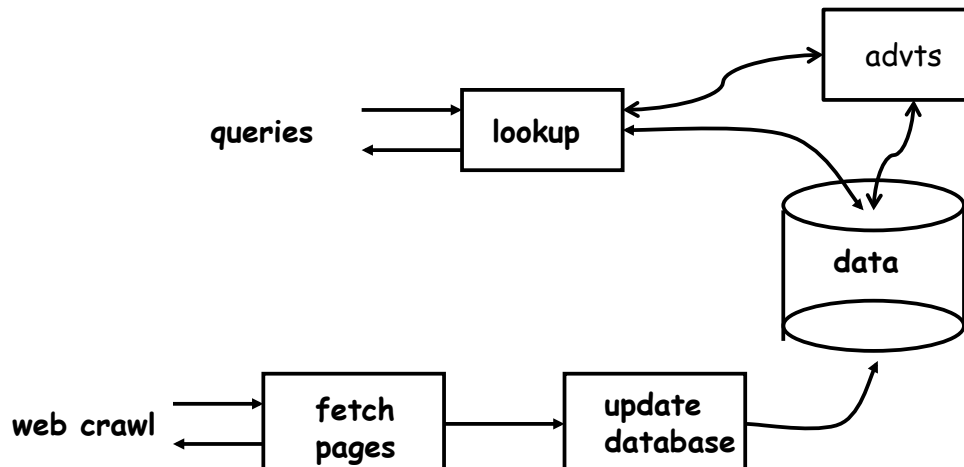 advts
queries
lookup
data
web crawl
fetch
pages
update
database